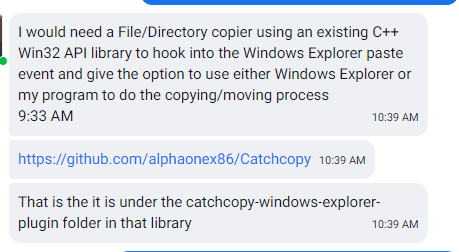 I would need a File/Directory copier using an existing C++
Win32 API library to hook into the Windows Explorer paste
event and give the option to use either Windows Explorer or
my program to do the copying/moving process
9:33 AM
10:39 AM
https://github.com/alphaonex86/Catchcopy 10:39 AM
That is the it is under the catchcopy-windows-explorer-
plugin folder in that library
10:39 AM